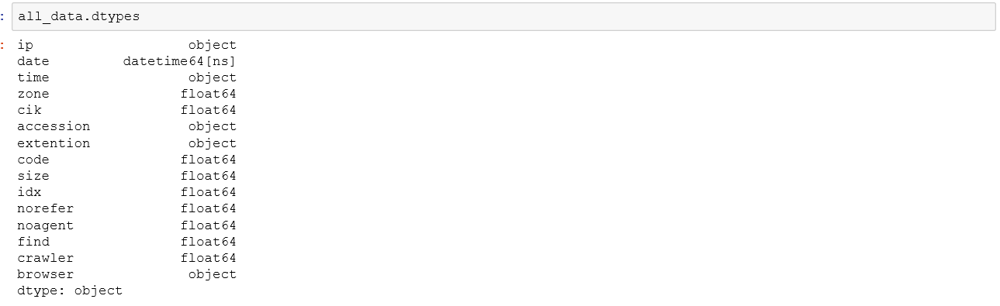 : all_data.dtypes
: ip object
date datetime64[ns]
time object
zone float64
cik float64
accession object
extention object
code float64
size float64
idx float64
norefer float64
noagent float64
find float64
crawler float64
browser object
dtype: object